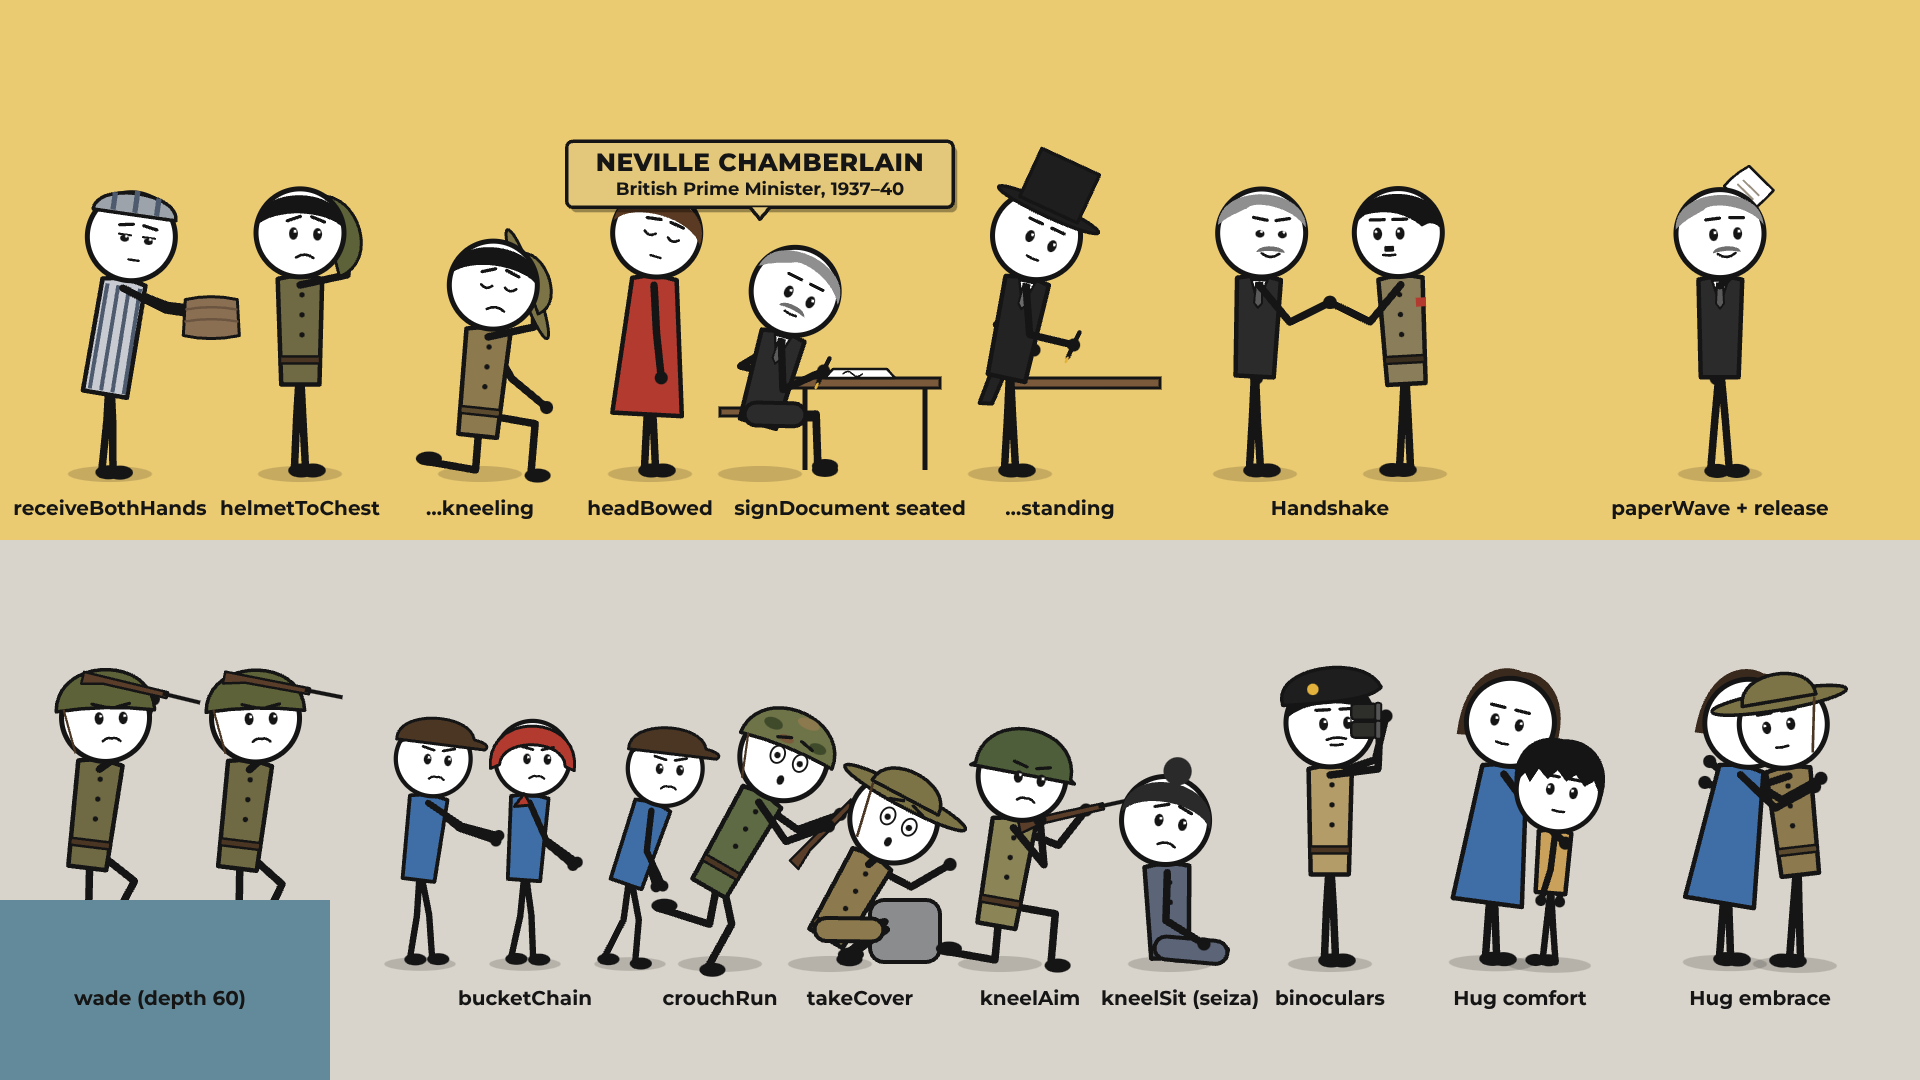 NEVILLE CHAMBERLAIN
British Prime Minister, 1937–40
receiveBothHands
helmetToChest
...kneeling
headBowed
signDocument seated
...standing
Handshake
paperWave + release
wade (depth 60)
bucketChain
crouchRun
takeCover
kneelAim
kneelSit (seiza)
binoculars
Hug comfort
Hug embrace